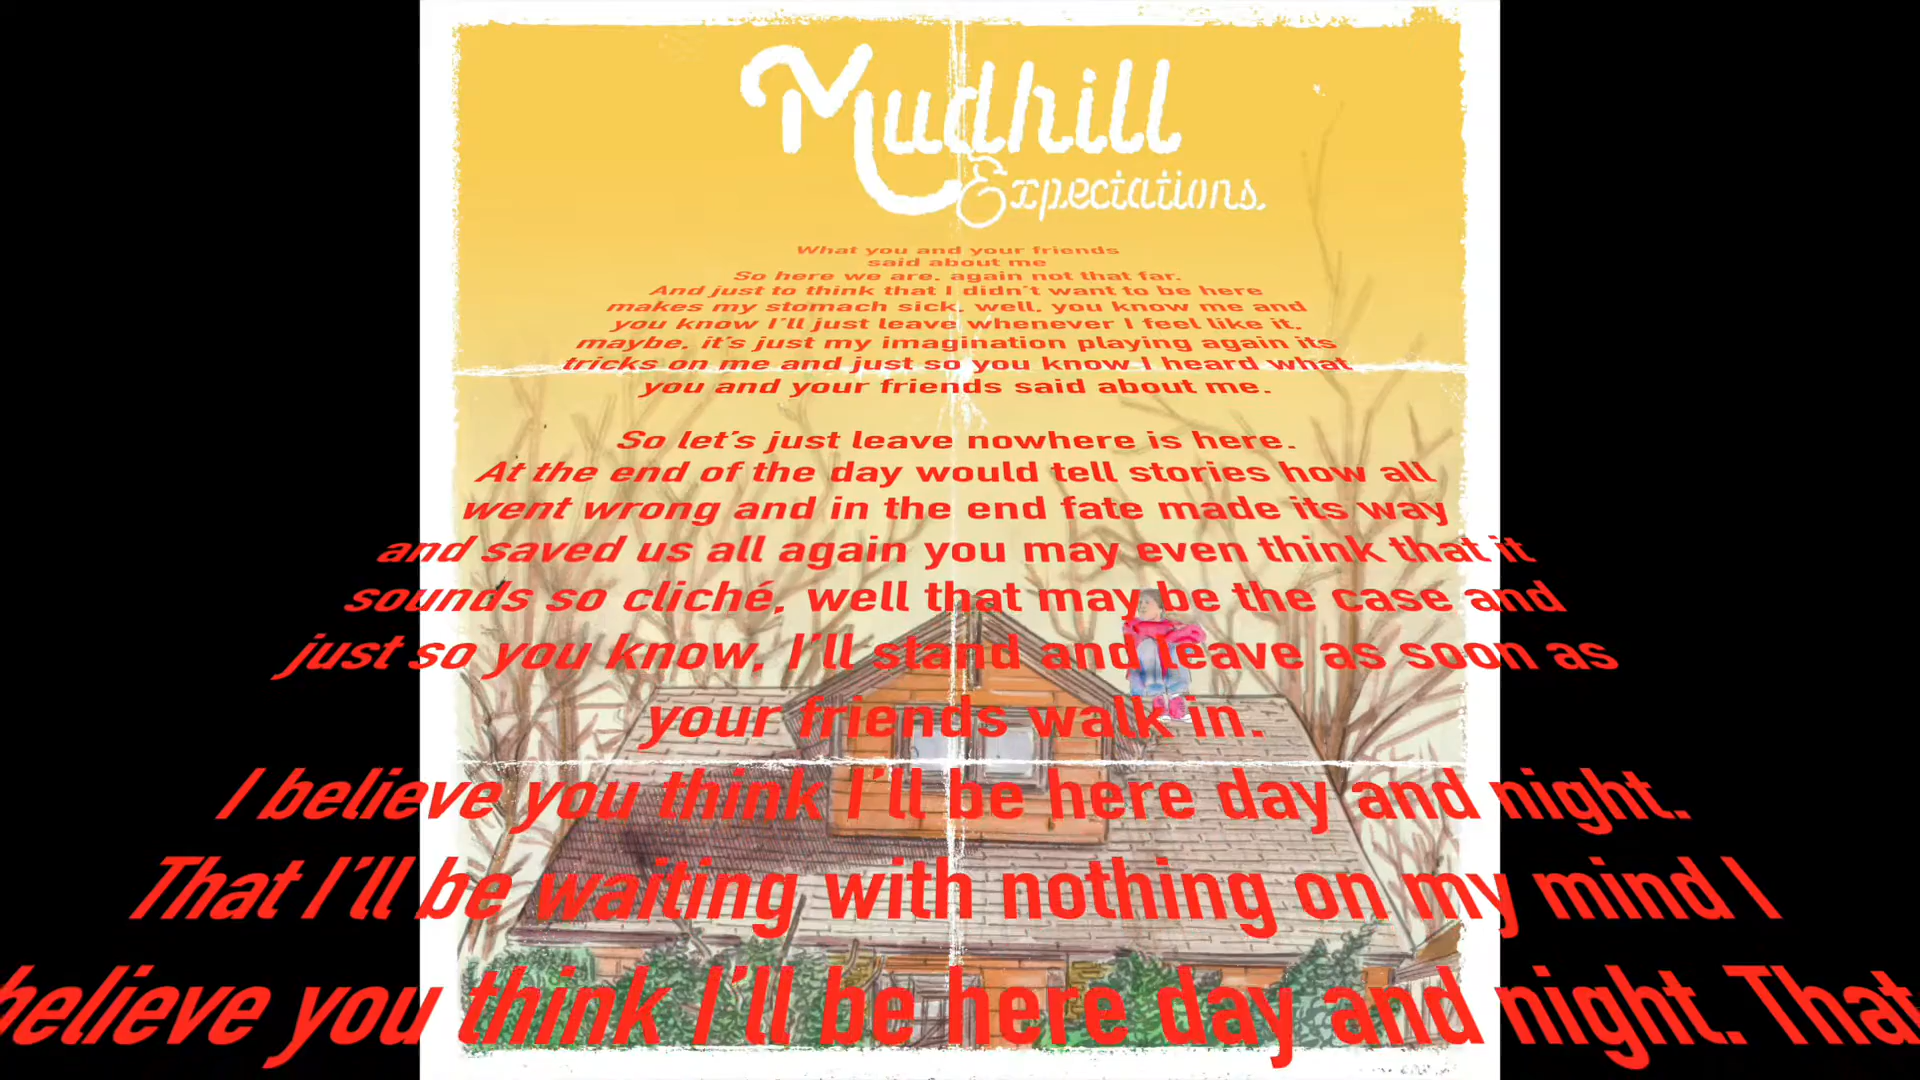 Mudhill
Expectations.
What you and your friends
said about me
So here we are, again not that far.
And just to think that I didn't want to be here
makes my stomach sick, well, you know me and
you know I'll just leave whenever I feel like it,
maybe, it's just my imagination playing again its
tricks on me and just so you know I heard what
you and your friends said about me.
So let's just leave nowhere is here.
At the end of the day would tell stories how all
went wrong and in the end fate made its way
and saved us all again you may even think that it
sounds so cliché, well that may be the case and
just so you know, I'll stand and leave as soon as
your friends walk in.
I believe you think I'll be here day and night.
That I'll be waiting with nothing on my mind I
believe you think I'll be here day and night. That